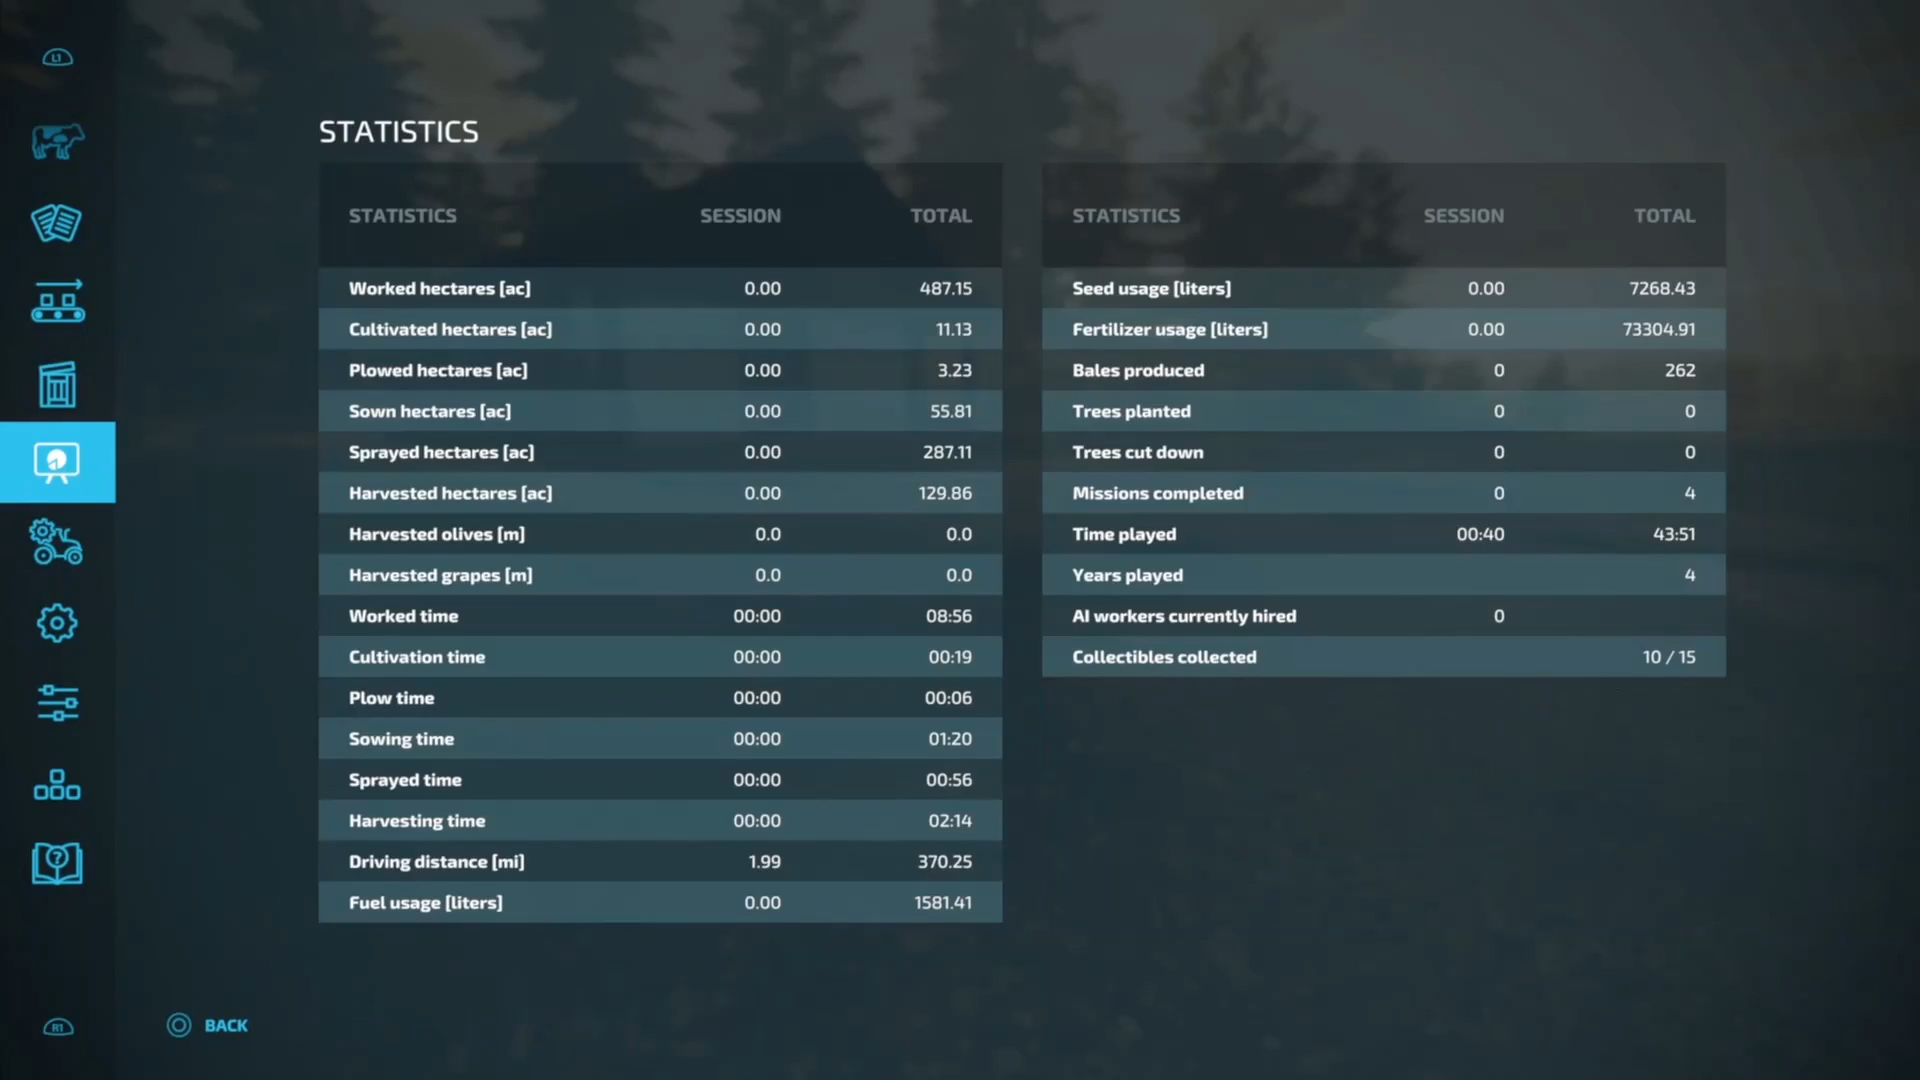 L1
STATISTICS
STATISTICS SESSION TOTAL
Worked hectares [ac] 0.00 487.15
Cultivated hectares [ac] 0.00 11.13
Plowed hectares [ac] 0.00 3.23
Sown hectares [ac] 0.00 55.81
Sprayed hectares [ac] 0.00 287.11
Harvested hectares [ac] 0.00 129.86
Harvested olives [m] 0.0 0.0
Harvested grapes [m] 0.0 0.0
Worked time 00:00 08:56
Cultivation time 00:00 00:19
Plow time 00:00 00:06
Sowing time 00:00 01:20
Sprayed time 00:00 00:56
Harvesting time 00:00 02:14
Driving distance [mi] 1.99 370.25
Fuel usage [liters] 0.00 1581.41
STATISTICS SESSION TOTAL
Seed usage [liters] 0.00 7268.43
Fertilizer usage [liters] 0.00 73304.91
Bales produced 0 262
Trees planted 0 0
Trees cut down 0 0
Missions completed 0 4
Time played 00:40 43:51
Years played 4
AI workers currently hired 0
Collectibles collected 10 / 15
R1
BACK